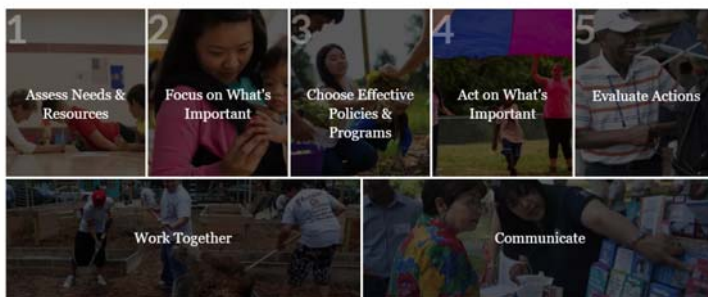 1
2
3
4
5
Assess Needs &
Resources
Focus on What's
Important
Choose Effective
Policies &
Programs
Act on What's
Important
Evaluate Actions
Work Together
Communicate